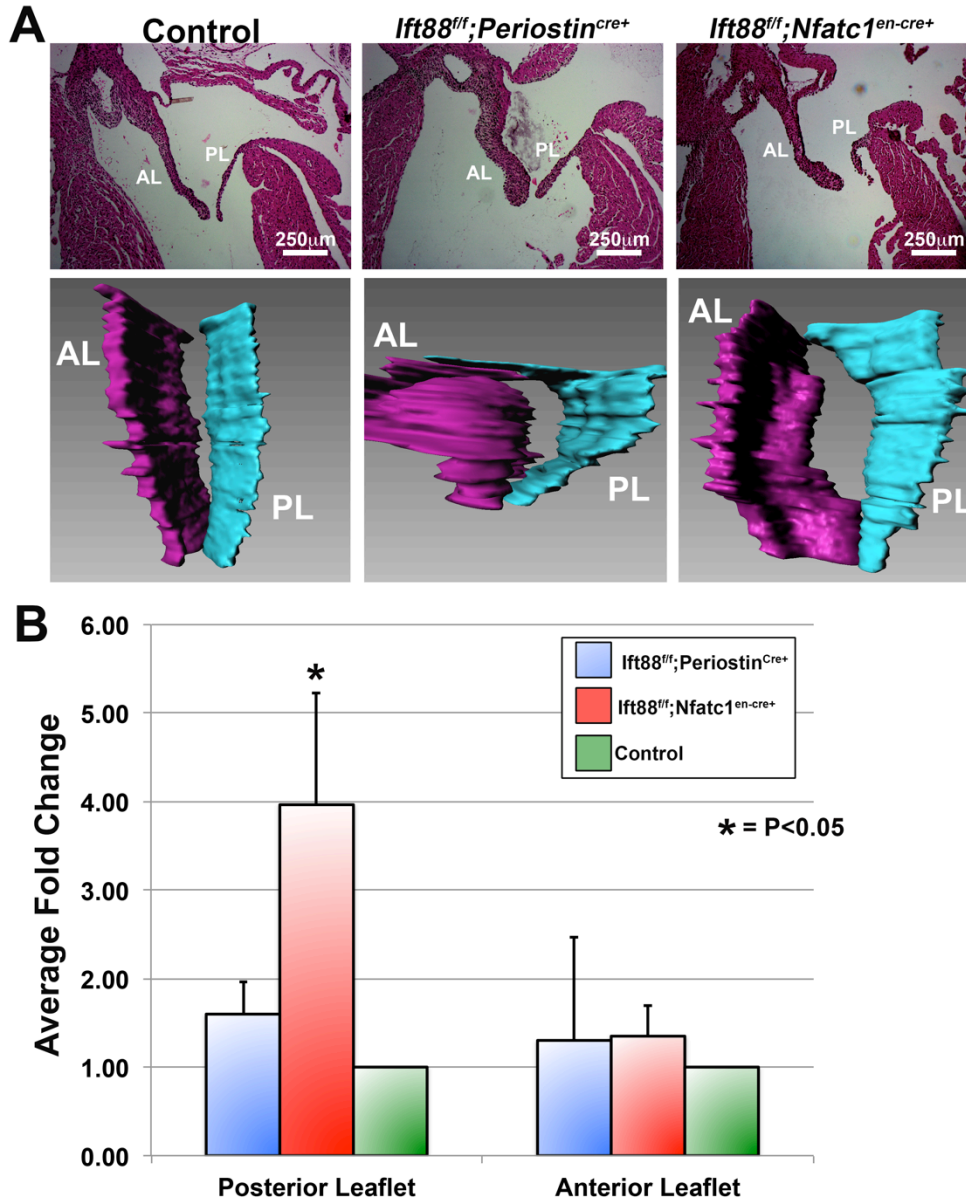 A
Control
Ift88f/f;Periostincre+
Ift88f/f;Nfatc1en-cre+
AL
PL
250µm
AL
PL
250µm
AL
PL
250µm
AL
PL
AL
PL
AL
PL
B
Average Fold Change
6.00
5.00
4.00
3.00
2.00
1.00
0.00
*
Ift88f/f;PeriostinCre+
Ift88f/f;Nfatc1en-cre+
Control
* = P<0.05
Posterior Leaflet
Anterior Leaflet